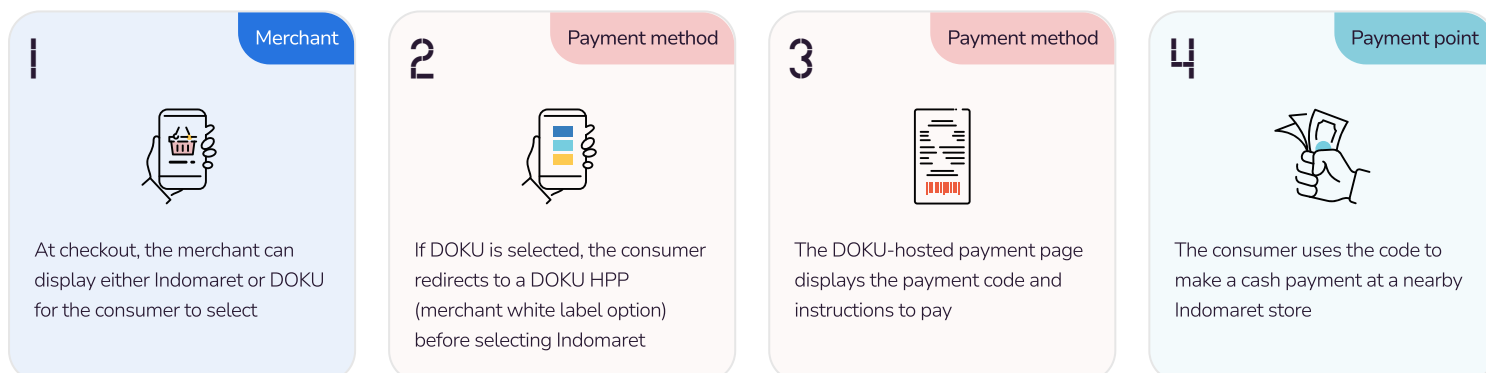 1
Merchant
At checkout, the merchant can
display either Indomaret or DOKU
for the consumer to select
2
Payment method
If DOKU is selected, the consumer
redirects to a DOKU HPP
(merchant white label option)
before selecting Indomaret
3
Payment method
The DOKU-hosted payment page
displays the payment code and
instructions to pay
4
Payment point
The consumer uses the code to
make a cash payment at a nearby
Indomaret store